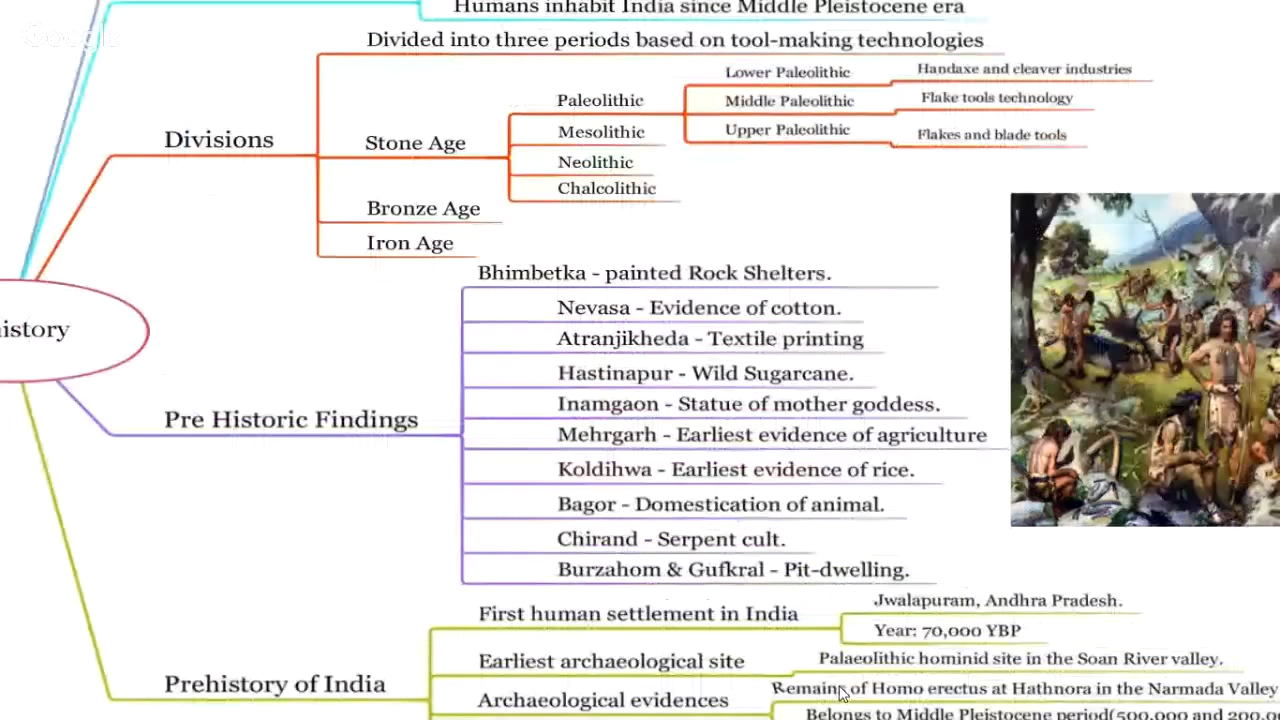 Google
Humans inhabit India since Middle Pleistocene era
Divided into three periods based on tool-making technologies
Divisions
Stone Age
Paleolithic
Lower Paleolithic
Handaxe and cleaver industries
Middle Paleolithic
Flake tools technology
Upper Paleolithic
Flakes and blade tools
Mesolithic
Neolithic
Chalcolithic
Bronze Age
Iron Age
Pre Historic Findings
Bhimbetka - painted Rock Shelters.
Nevasa - Evidence of cotton.
Atranjikheda - Textile printing
Hastinapur - Wild Sugarcane.
Inamgaon - Statue of mother goddess.
Mehrgarh - Earliest evidence of agriculture
Koldihwa - Earliest evidence of rice.
Bagor - Domestication of animal.
Chirand - Serpent cult.
Burzahom & Gufkral - Pit-dwelling.
Prehistory of India
First human settlement in India
Jwalapuram, Andhra Pradesh.
Year: 70,000 YBP
Earliest archaeological site
Palaeolithic hominid site in the Soan River valley.
Archaeological evidences
Remains of Homo erectus at Hathnora in the Narmada Valley
Belongs to Middle Pleistocene period(500,000 and